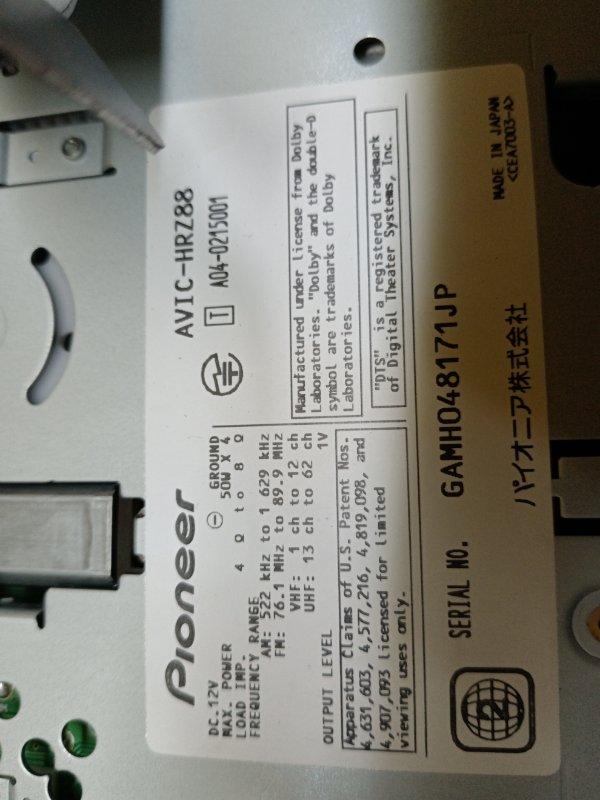 Pioneer
AVIC-HRZ88
DC.12V ⊖ GROUND
MAX. POWER 50W X 4
LOAD IMP. 4 Ω to 8 Ω
FREQUENCY RANGE
AM: 522 kHz to 1 629 kHz
FM: 76.1 MHz to 89.9 MHz
VHF: 1 ch to 12 ch
UHF: 13 ch to 62 ch
OUTPUT LEVEL 1V
T A04-0215001
Manufactured under license from Dolby
Laboratories. "Dolby" and the double-D
symbol are trademarks of Dolby
Laboratories.
Apparatus Claims of U.S. Patent Nos.
4,631,603, 4,577,216, 4,819,098, and
4,907,093 licensed for limited
viewing uses only.
"DTS" is a registered trademark
of Digital Theater Systems, Inc.
2
SERIAL NO. GAMH048171JP
パイオニア株式会社
MADE IN JAPAN
<CEA7003-A>